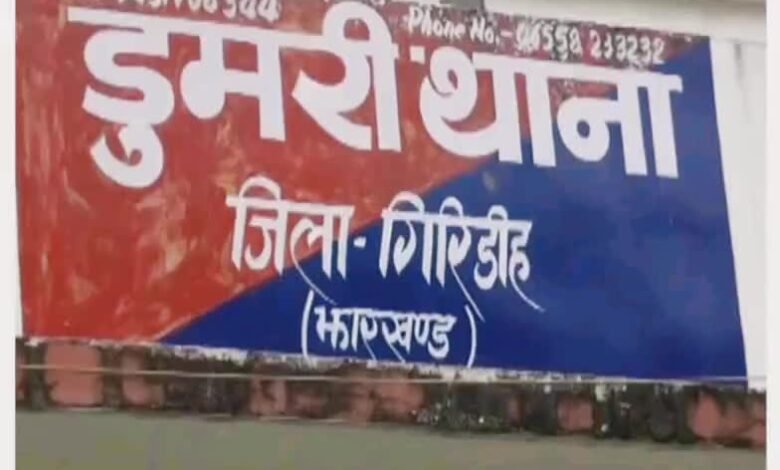 Phone No.- 06558 233232
डुमरी थाना
जिला - गिरिडीह
(झारखण्ड)